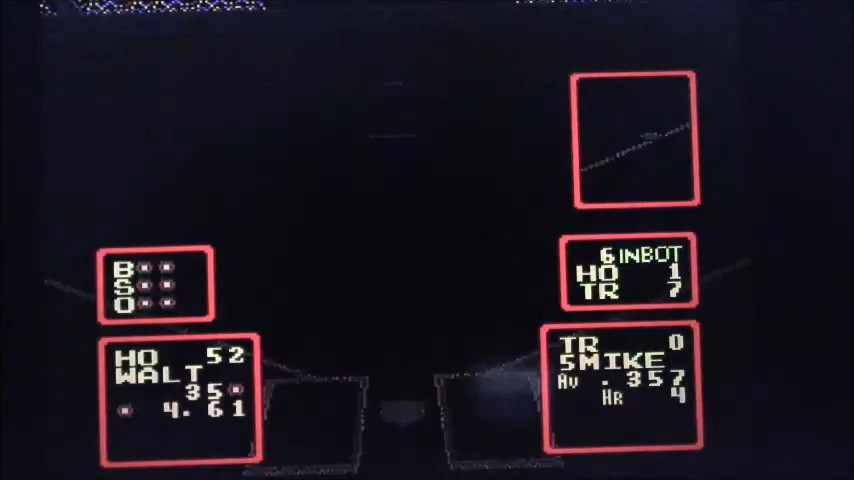 B
S
O
HO 52
WALT
35
4.61
6INBOT
HO 1
TR 7
TR 0
5MIKE
Av .357
HR 4